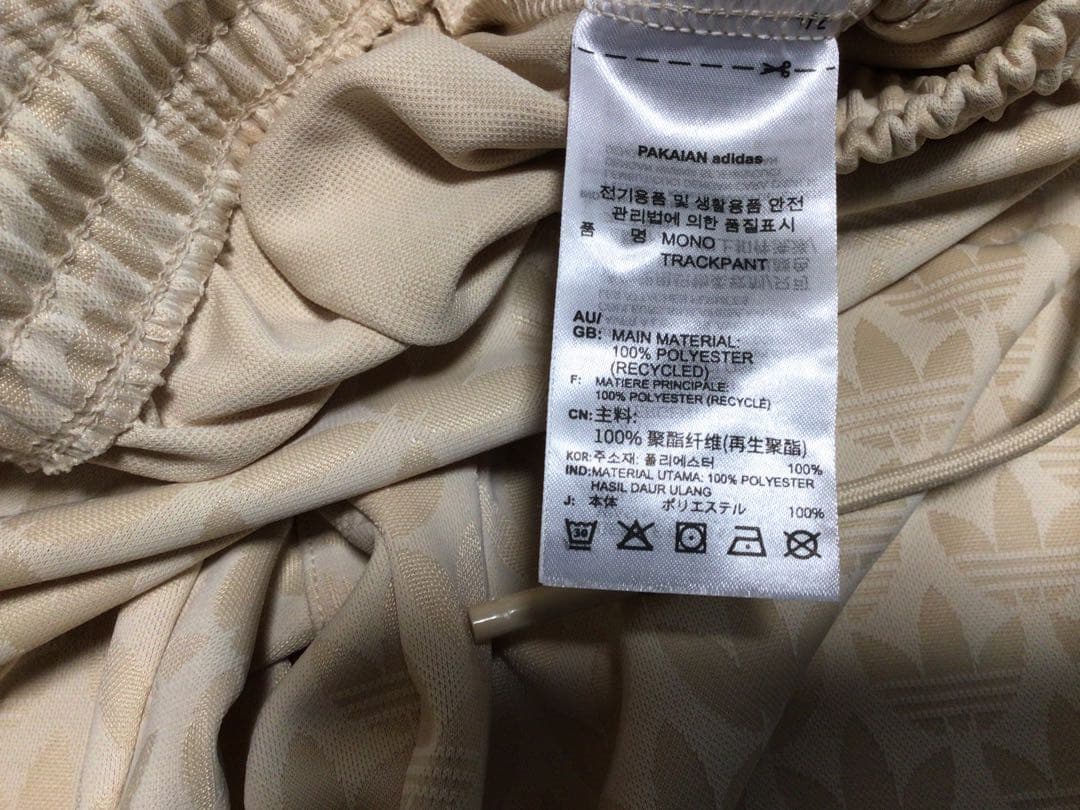 PAKAIAN adidas
전기용품 및 생활용품 안전
관리법에 의한 품질표시
품 명 MONO
TRACKPANT
AU/
GB: MAIN MATERIAL:
100% POLYESTER
(RECYCLED)
F: MATIERE PRINCIPALE:
100% POLYESTER (RECYCLÉ)
CN:主料:
100% 聚酯纤维(再生聚酯)
KOR:주소재: 폴리에스터 100%
IND:MATERIAL UTAMA: 100% POLYESTER
HASIL DAUR ULANG
J: 本体 ポリエステル 100%
30